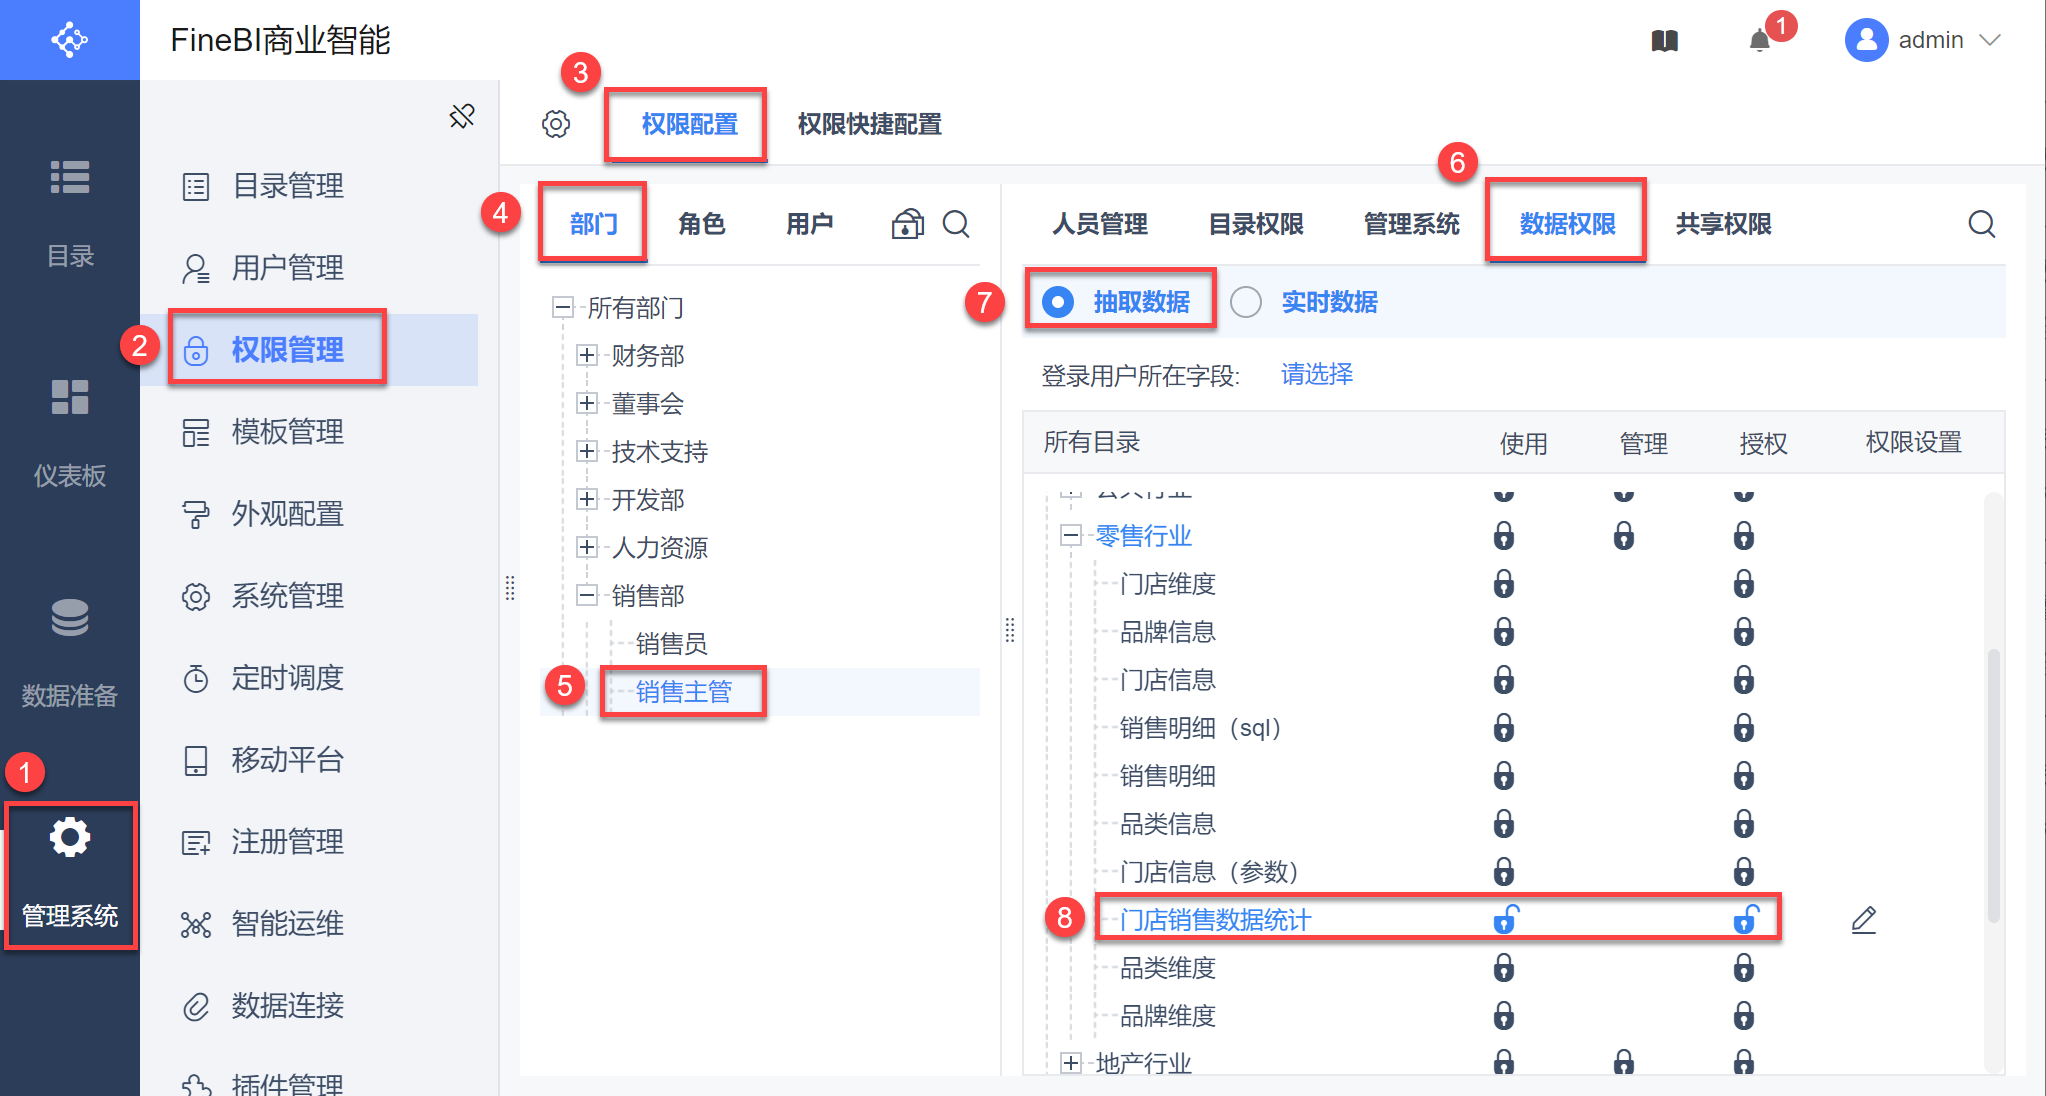 FineBI商业智能
1
admin
3
权限配置
权限快捷配置
目录
仪表板
数据准备
1
管理系统
目录管理
用户管理
2
权限管理
模板管理
外观配置
系统管理
定时调度
移动平台
注册管理
智能运维
数据连接
插件管理
4
部门
角色
用户
所有部门
财务部
董事会
技术支持
开发部
人力资源
销售部
销售员
5
销售主管
6
人员管理
目录权限
管理系统
数据权限
共享权限
7
抽取数据
实时数据
登录用户所在字段:
请选择
所有目录 使用 管理 授权 权限设置
零售行业
门店维度
品牌信息
门店信息
销售明细（sql）
销售明细
品类信息
门店信息（参数）
8
门店销售数据统计
品类维度
品牌维度
地产行业